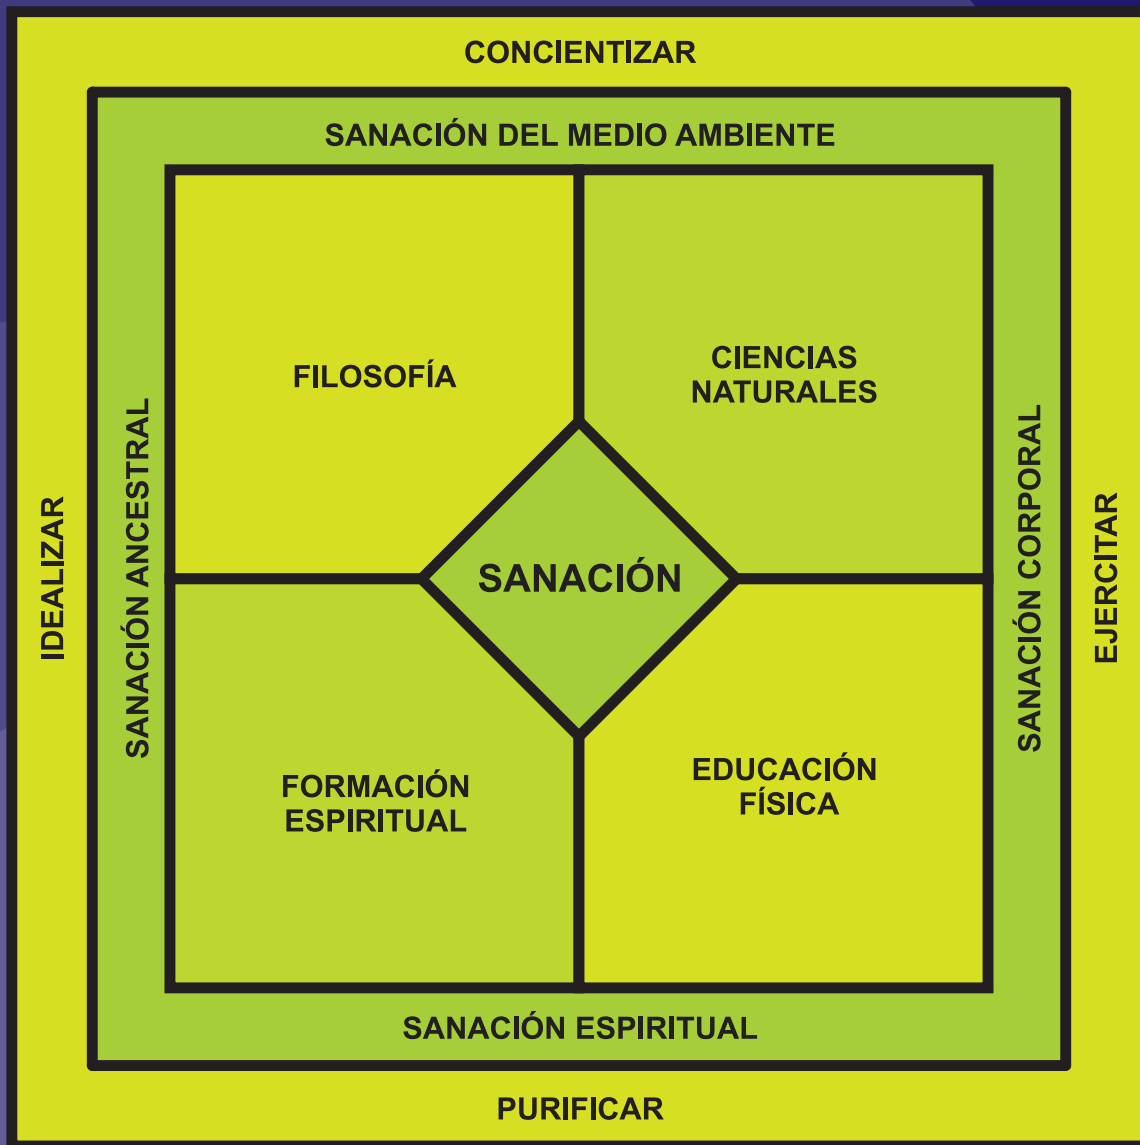 CONCIENTIZAR
SANACIÓN DEL MEDIO AMBIENTE
FILOSOFÍA
CIENCIAS
NATURALES
IDEALIZAR
SANACIÓN ANCESTRAL
SANACIÓN
SANACIÓN CORPORAL
EJERCITAR
FORMACIÓN
ESPIRITUAL
EDUCACIÓN
FÍSICA
SANACIÓN ESPIRITUAL
PURIFICAR